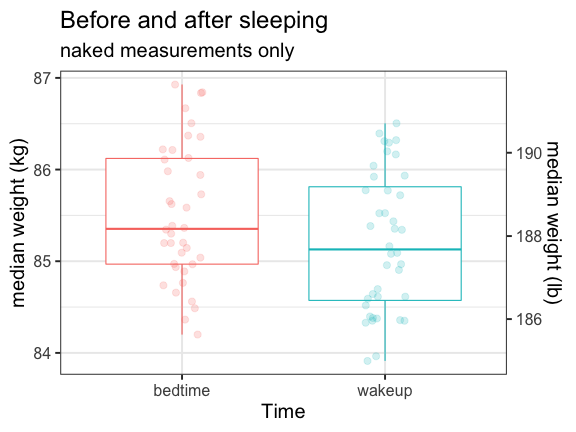 Before and after sleeping
naked measurements only
median weight (kg)
87
86
85
84
190
188
186
median weight (lb)
bedtime
wakeup
Time